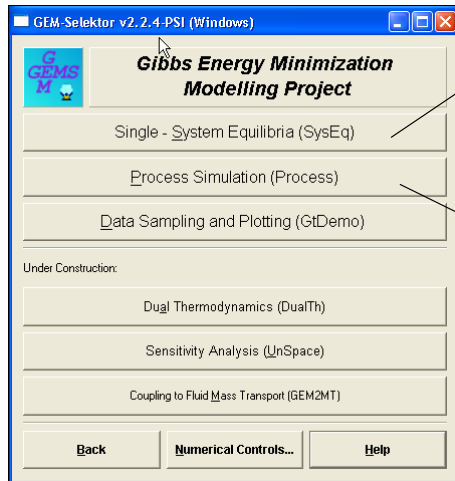 GEM-Selektor v2.2.4-PSI (Windows)
G
GEMS
M
Gibbs Energy Minimization
Modelling Project
Single - System Equilibria (SysEq)
Process Simulation (Process)
Data Sampling and Plotting (GtDemo)
Under Construction:
Dual Thermodynamics (DualTh)
Sensitivity Analysis (UnSpace)
Coupling to Fluid Mass Transport (GEM2MT)
Back
Numerical Controls...
Help